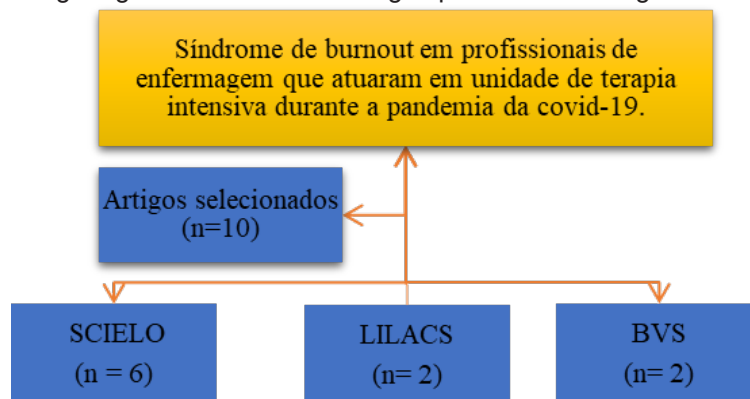 Síndrome de burnout em profissionais de
enfermagem que atuaram em unidade de terapia
intensiva durante a pandemia da covid-19.
Artigos selecionados
(n=10)
SCIELO
(n = 6)
LILACS
(n= 2)
BVS
(n= 2)